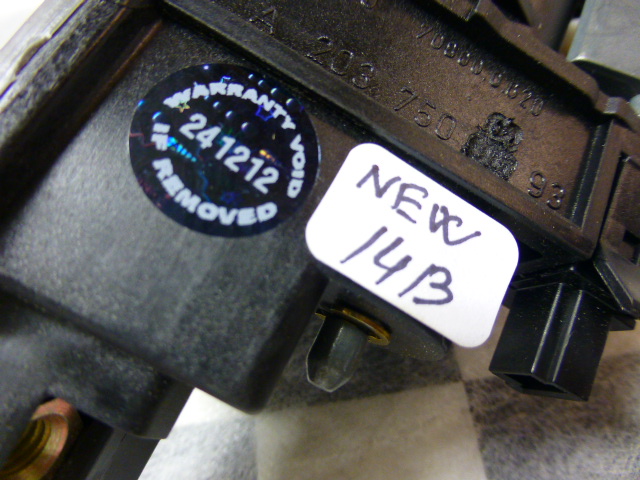 A 203 750
93
WARRANTY VOID
241212
IF REMOVED
NEW
14B